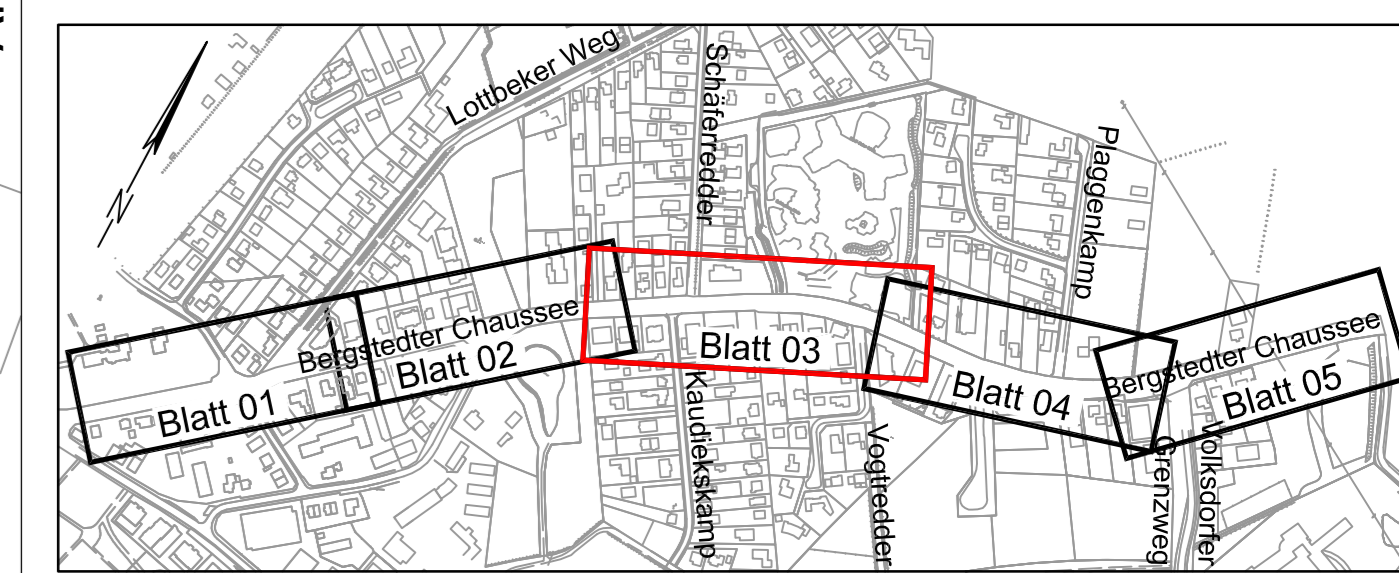 Lottbeker Weg
Schäferredder
Plaggenkamp
N
Bergstedter Chaussee
Blatt 01
Blatt 02
Blatt 03
Blatt 04
Bergstedter Chaussee
Blatt 05
Kaudiekskamp
Vogtredder
Grenzweg
Volksdorfer